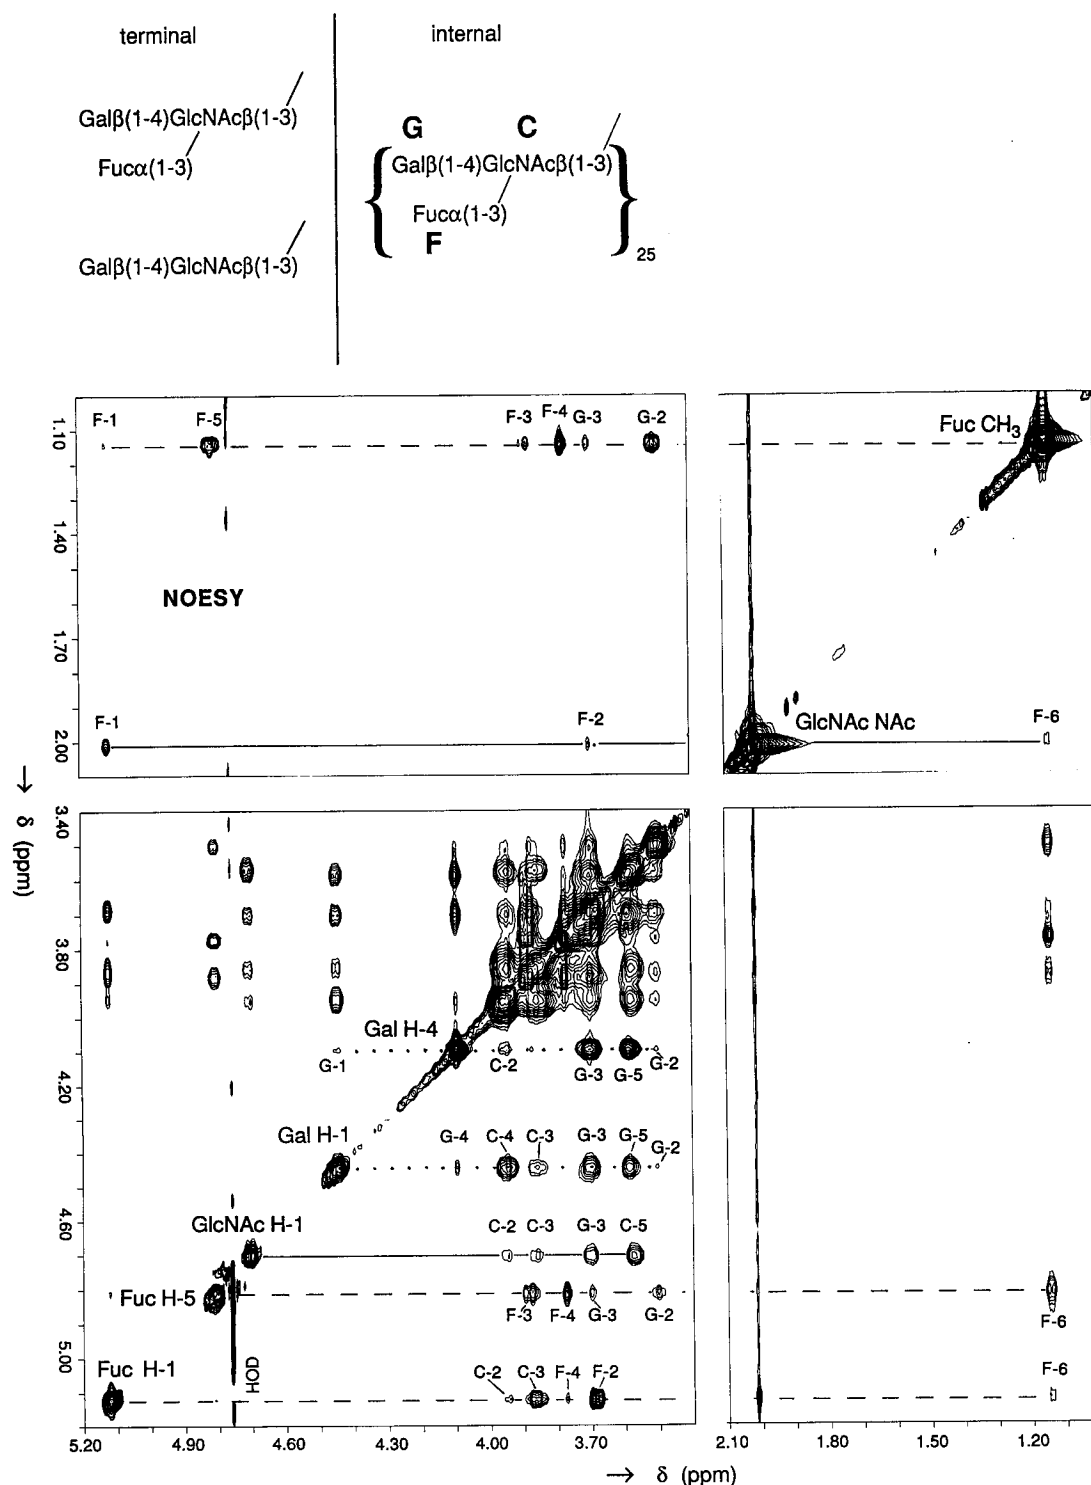 terminal
internal
Galβ(1-4)GlcNAcβ(1-3)
Fucα(1-3)
Galβ(1-4)GlcNAcβ(1-3)
G C
Galβ(1-4)GlcNAcβ(1-3)
Fucα(1-3)
F
25
F-1 F-5 F-3 F-4 G-3 G-2
Fuc CH3
1.10
1.40
NOESY
1.70
2.00
F-1 F-2
GlcNAc NAc
F-6
→ δ (ppm)
3.40
3.80
Gal H-4
G-1 C-2 G-3 G-5 G-2
4.20
Gal H-1
G-4 C-4 C-3 G-3 G-5 G-2
4.60
GlcNAc H-1
C-2 C-3 G-3 C-5
Fuc H-5
F-3 F-4 G-3 G-2
F-6
5.00
Fuc H-1
HOD
C-2 C-3 F-4 F-2
F-6
5.20 4.90 4.60 4.30 4.00 3.70
2.10 1.80 1.50 1.20
→ δ (ppm)